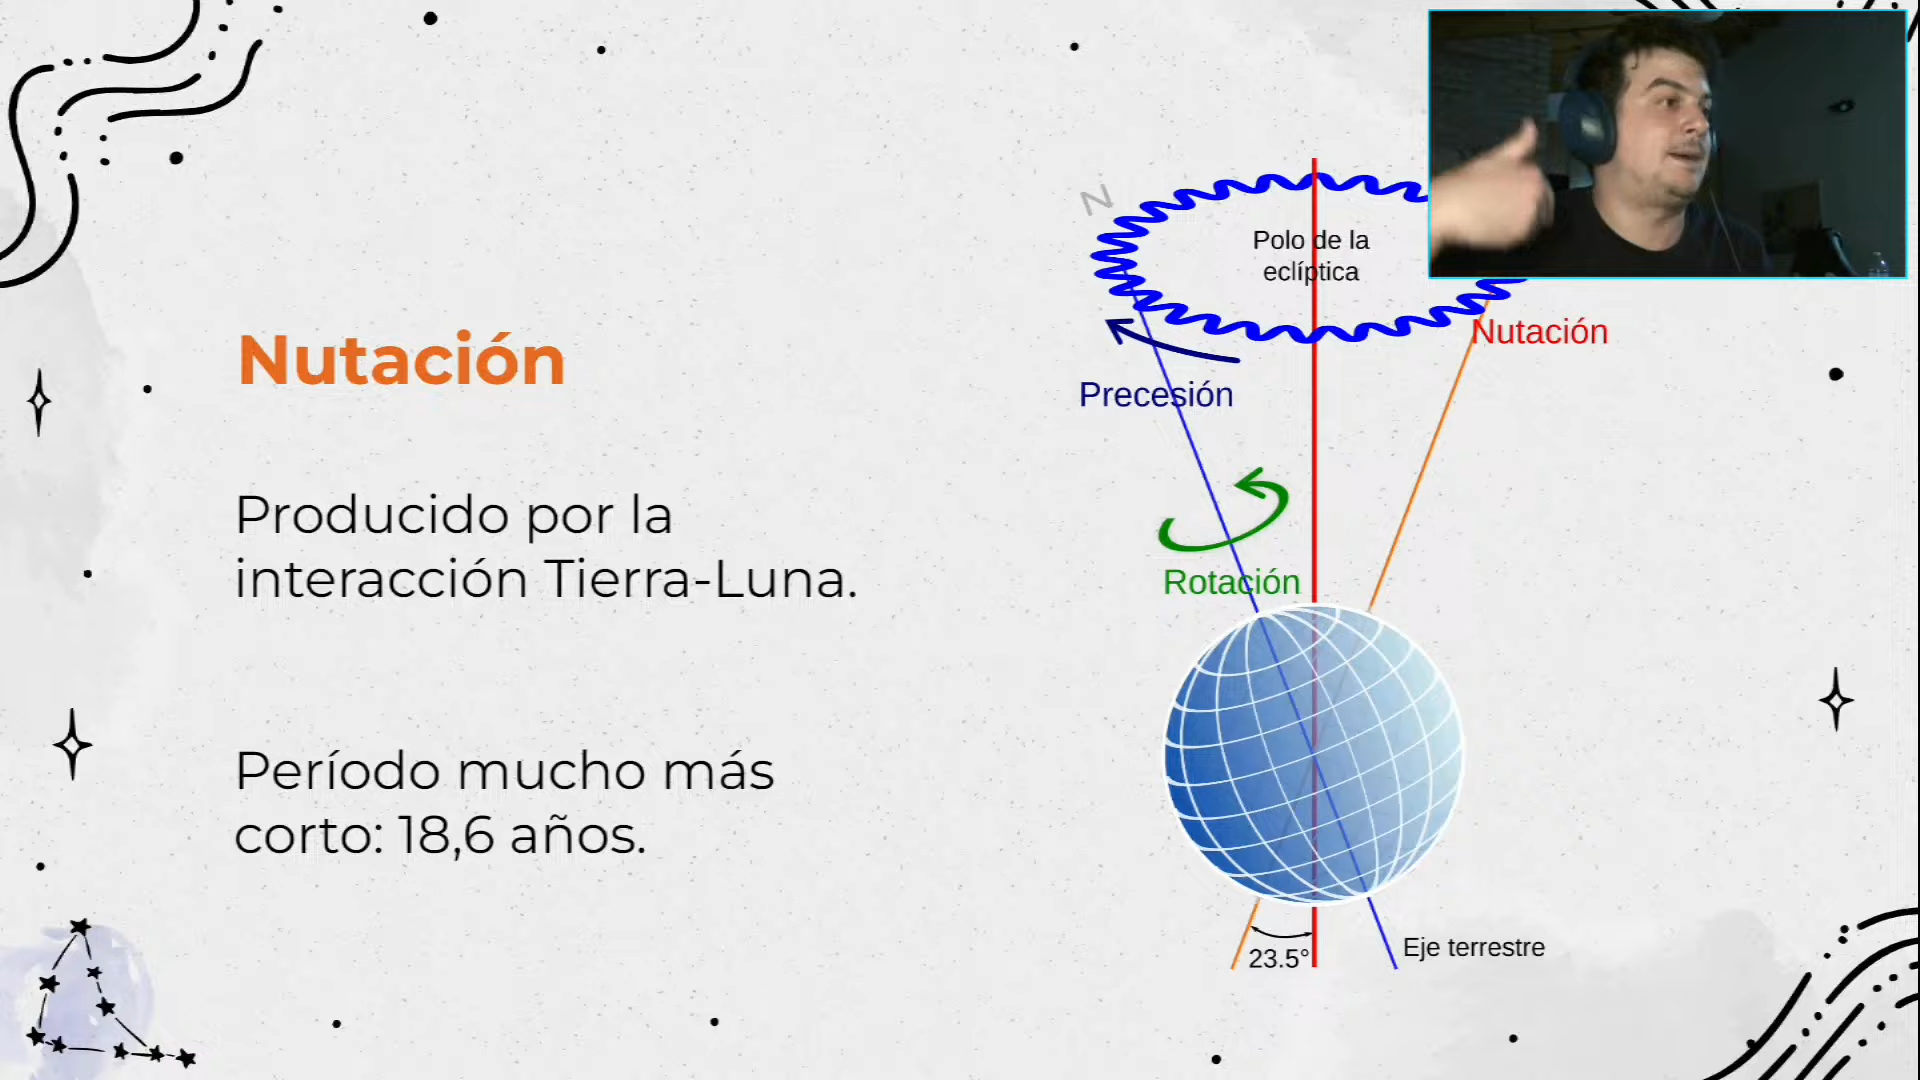 Nutación
Producido por la
interacción Tierra-Luna.
Período mucho más
corto: 18,6 años.
N
Polo de la
eclíptica
Nutación
Precesión
Rotación
23.5°
Eje terrestre